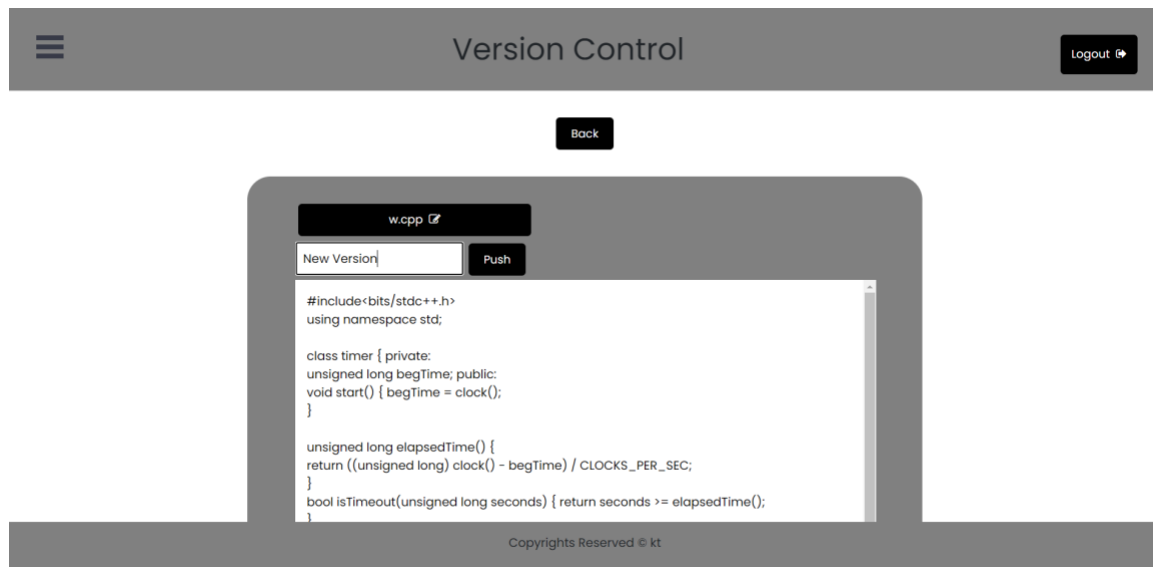 Version Control
Logout
Back
w.cpp
New Version
Push
#include<bits/stdc++.h>
using namespace std;
class timer { private:
unsigned long begTime; public:
void start() { begTime = clock();
}
unsigned long elapsedTime() {
return ((unsigned long) clock() - begTime) / CLOCKS_PER_SEC;
}
bool isTimeout(unsigned long seconds) { return seconds >= elapsedTime();
}
Copyrights Reserved © kt